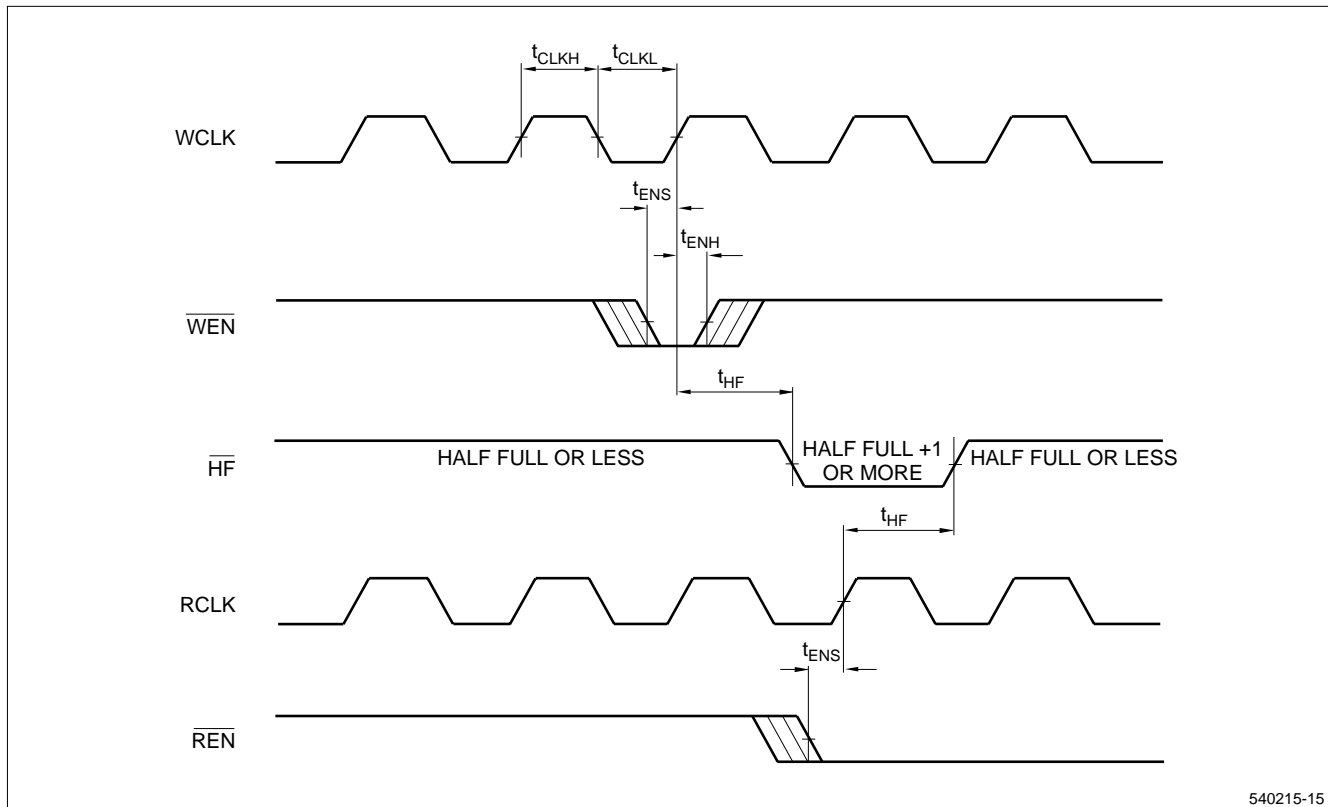 tCLKH tCLKL
WCLK
tENS
tENH
WEN
tHF
HF
HALF FULL OR LESS
HALF FULL +1
OR MORE
HALF FULL OR LESS
tHF
RCLK
tENS
REN
540215-15